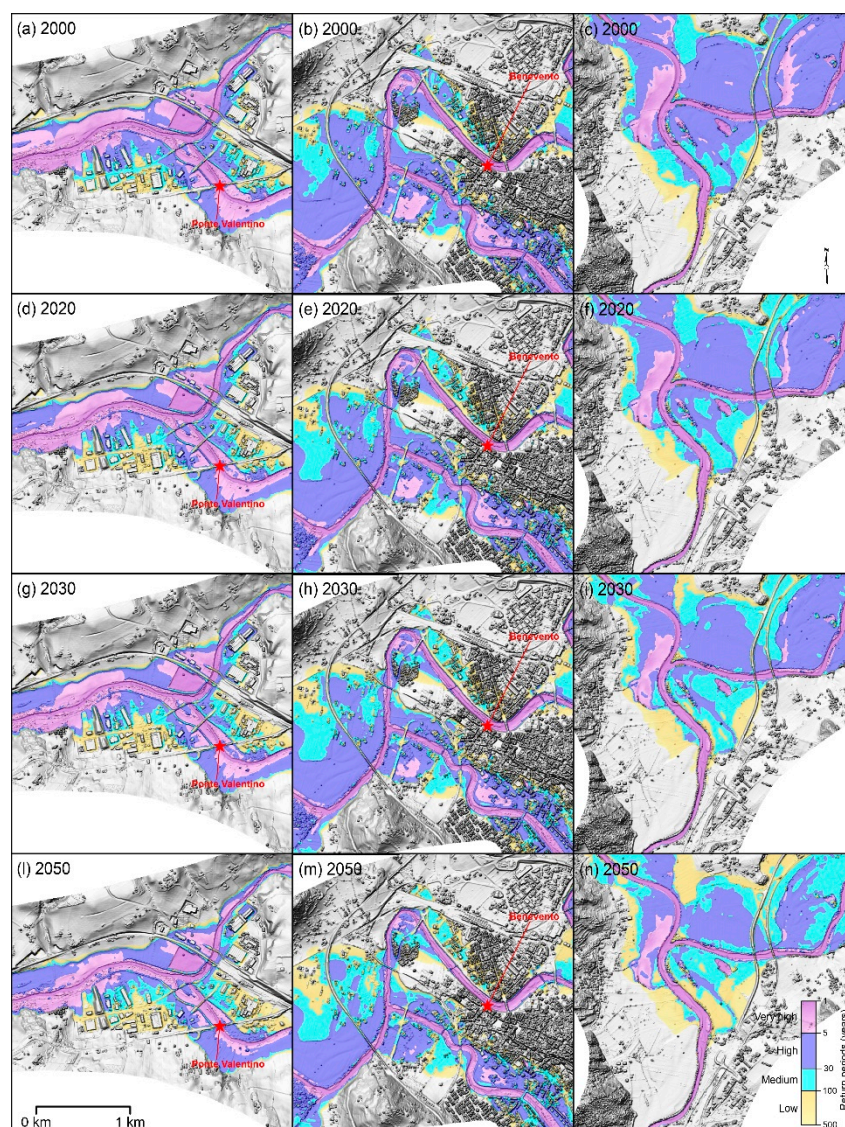 (a) 2000
(b) 2000
(c) 2000
Benevento
Ponte Valentino
(d) 2020
(e) 2020
(f) 2020
Benevento
Ponte Valentino
(g) 2030
(h) 2030
(i) 2030
Benevento
Ponte Valentino
(l) 2050
(m) 2050
(n) 2050
Benevento
Ponte Valentino
0 km 1 km
Very high
5
High
30
Medium
100
Low
500
Return periods (years)